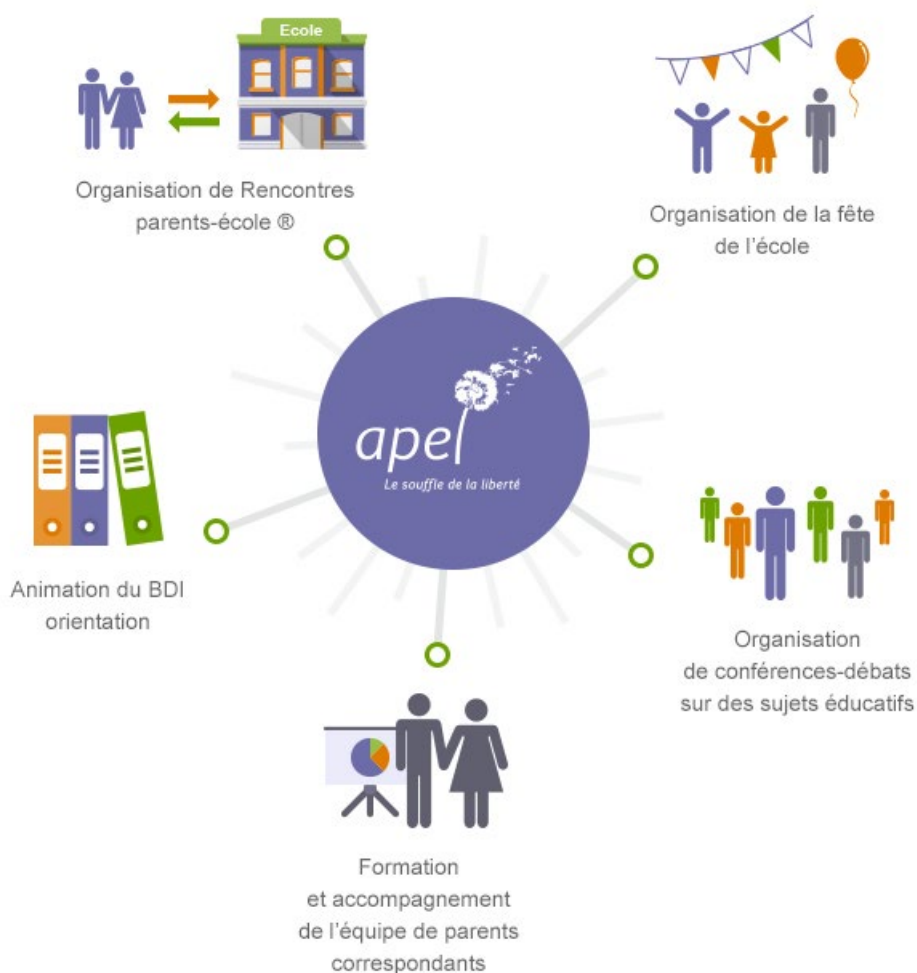 Ecole
Organisation de Rencontres
parents-école ®
Organisation de la fête
de l'école
apel
Le souffle de la liberté
Animation du BDI
orientation
Organisation
de conférences-débats
sur des sujets éducatifs
Formation
et accompagnement
de l'équipe de parents
correspondants